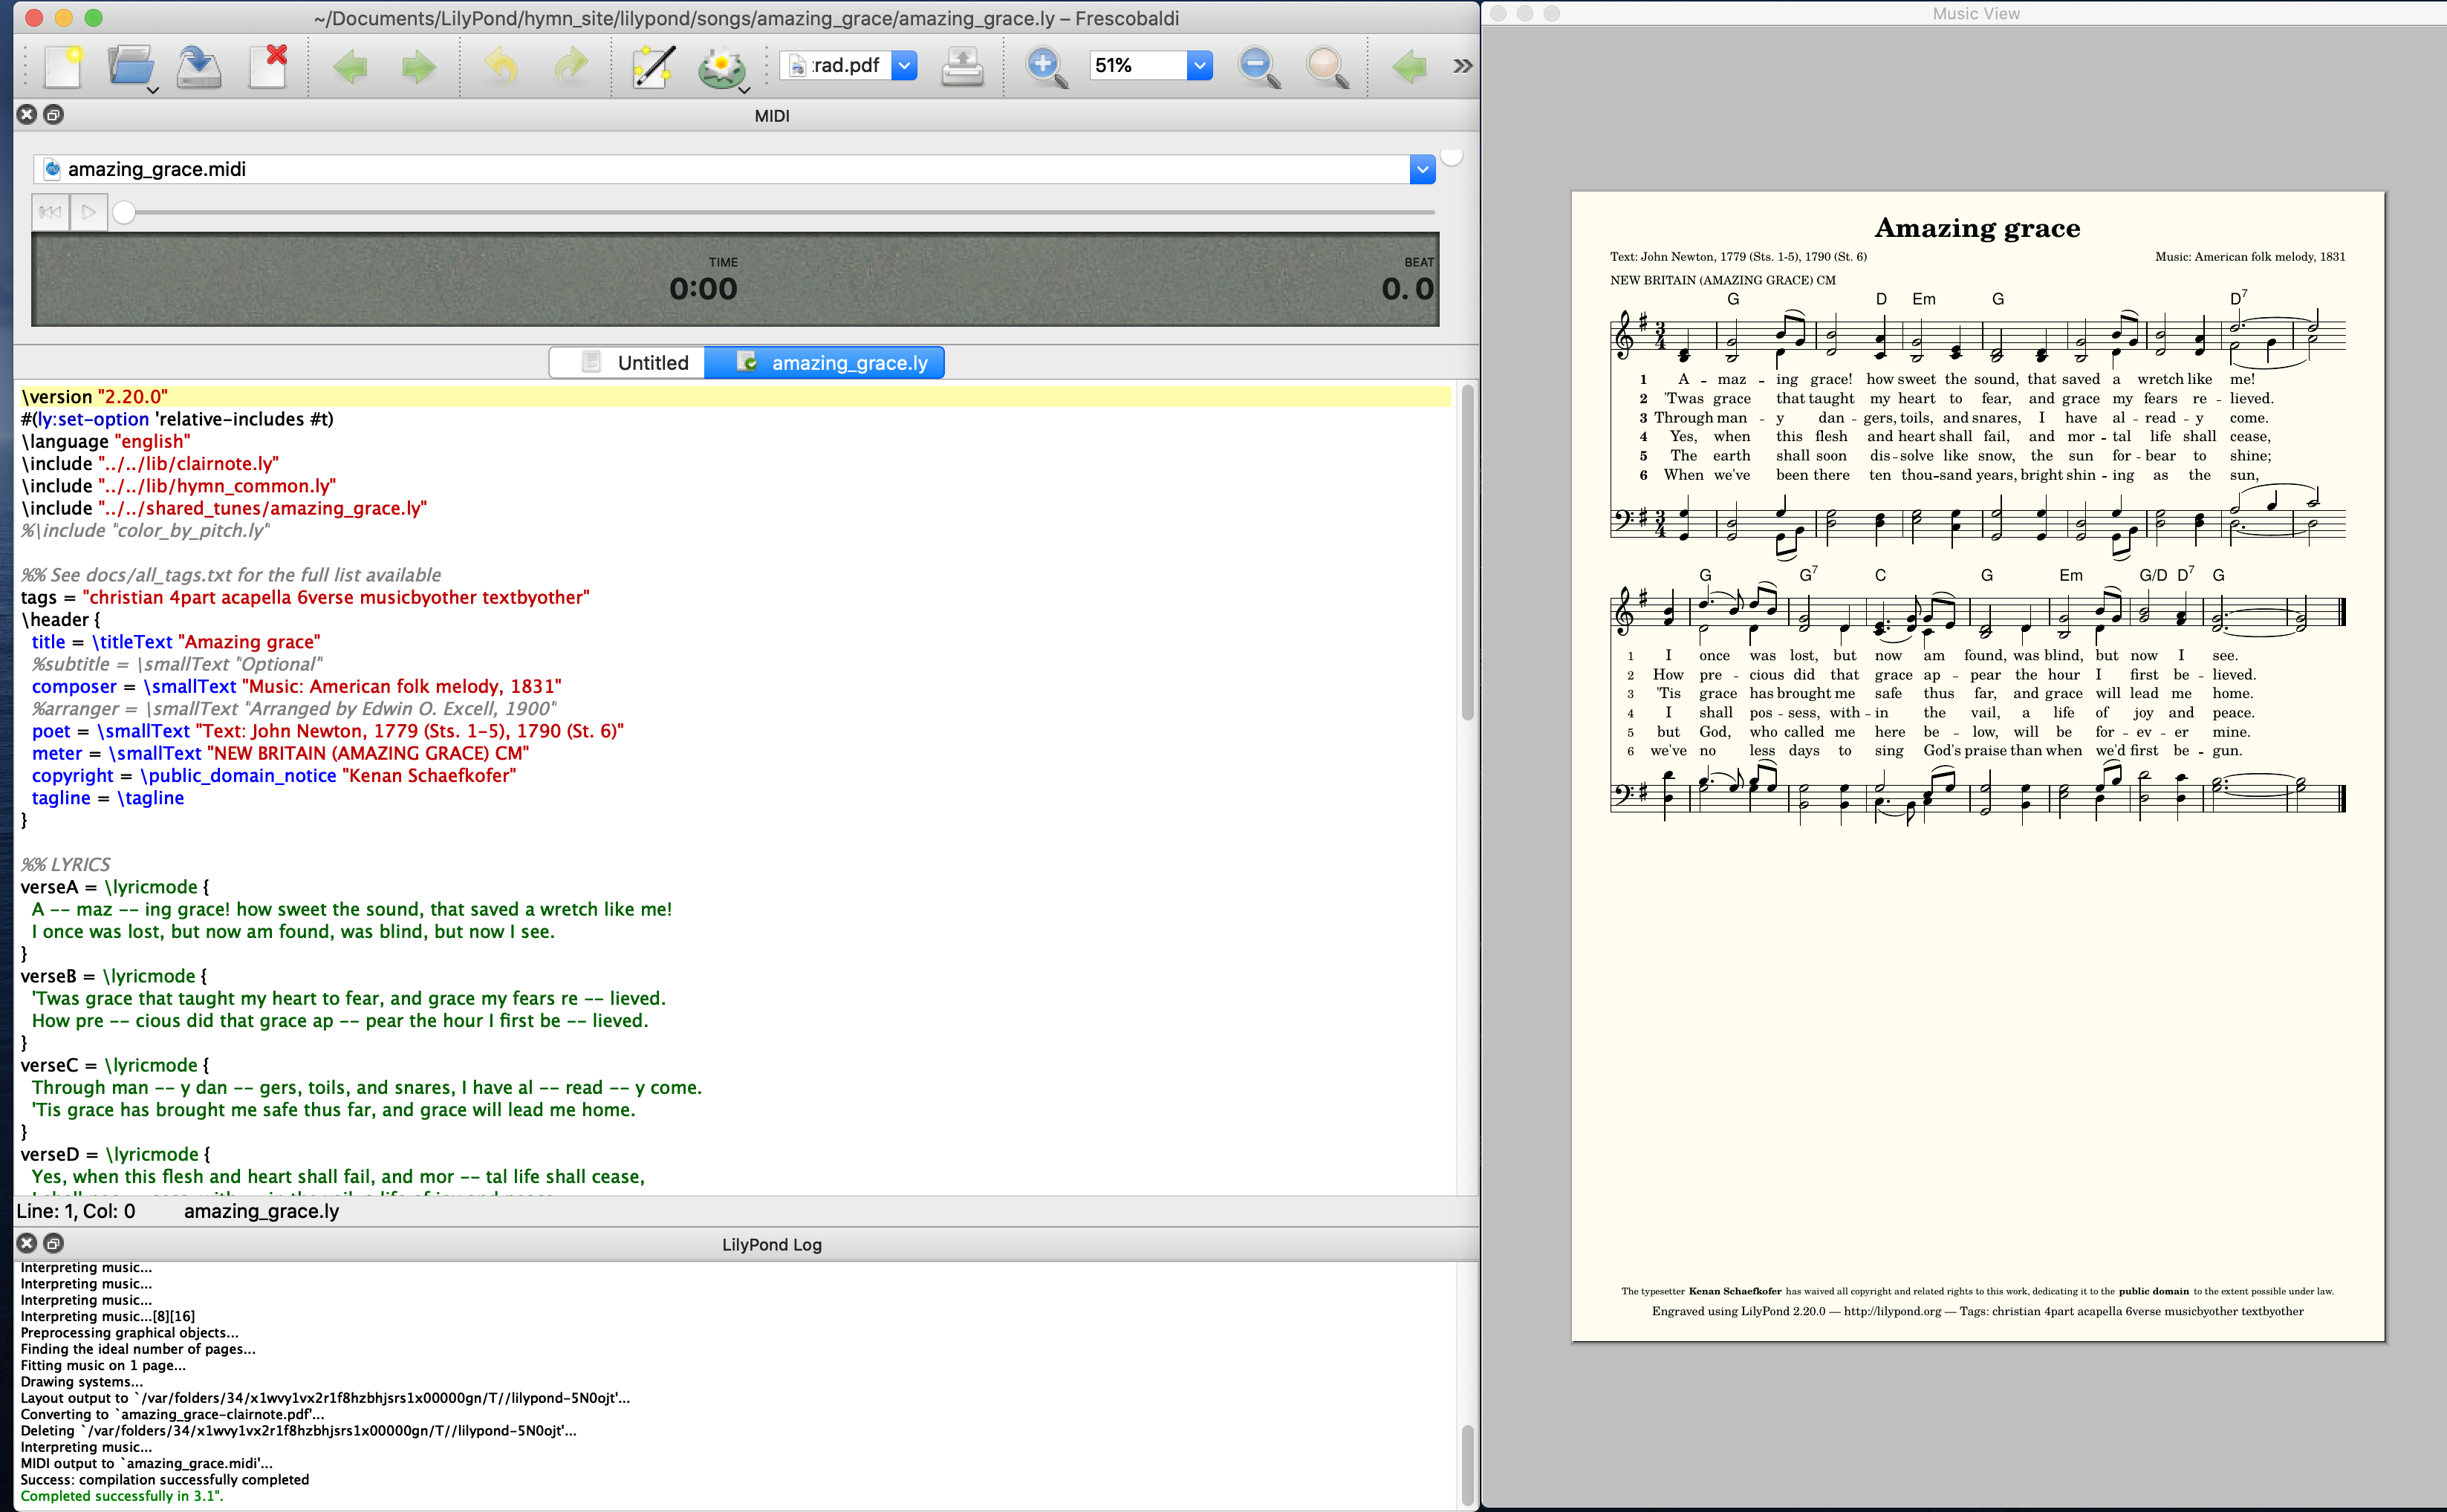 ~/Documents/LilyPond/hymn_site/lilypond/songs/amazing_grace/amazing_grace.ly – Frescobaldi
:rad.pdf
51%
MIDI
amazing_grace.midi
TIME
0:00
BEAT
0.0
Untitled
amazing_grace.ly
\version "2.20.0"
#(ly:set-option 'relative-includes #t)
\language "english"
\include "../../lib/clairnote.ly"
\include "../../lib/hymn_common.ly"
\include "../../shared_tunes/amazing_grace.ly"
%\include "color_by_pitch.ly"
%% See docs/all_tags.txt for the full list available
tags = "christian 4part acapella 6verse musicbyother textbyother"
\header {
title = \titleText "Amazing grace"
%subtitle = \smallText "Optional"
composer = \smallText "Music: American folk melody, 1831"
%arranger = \smallText "Arranged by Edwin O. Excell, 1900"
poet = \smallText "Text: John Newton, 1779 (Sts. 1-5), 1790 (St. 6)"
meter = \smallText "NEW BRITAIN (AMAZING GRACE) CM"
copyright = \public_domain_notice "Kenan Schaefkofer"
tagline = \tagline
}
%% LYRICS
verseA = \lyricmode {
A -- maz -- ing grace! how sweet the sound, that saved a wretch like me!
I once was lost, but now am found, was blind, but now I see.
}
verseB = \lyricmode {
'Twas grace that taught my heart to fear, and grace my fears re -- lieved.
How pre -- cious did that grace ap -- pear the hour I first be -- lieved.
}
verseC = \lyricmode {
Through man -- y dan -- gers, toils, and snares, I have al -- read -- y come.
'Tis grace has brought me safe thus far, and grace will lead me home.
}
verseD = \lyricmode {
Yes, when this flesh and heart shall fail, and mor -- tal life shall cease,
Line: 1, Col: 0 amazing_grace.ly
LilyPond Log
Interpreting music...
Interpreting music...
Interpreting music...
Interpreting music...[8][16]
Preprocessing graphical objects...
Finding the ideal number of pages...
Fitting music on 1 page...
Drawing systems...
Layout output to `/var/folders/34/x1wvy1vx2r1f8hzbhjsrs1x00000gn/T//lilypond-5N0ojt'...
Converting to `amazing_grace-clairnote.pdf'...
Deleting `/var/folders/34/x1wvy1vx2r1f8hzbhjsrs1x00000gn/T//lilypond-5N0ojt'...
Interpreting music...
MIDI output to `amazing_grace.midi'...
Success: compilation successfully completed
Completed successfully in 3.1".
Music View
Amazing grace
Text: John Newton, 1779 (Sts. 1-5), 1790 (St. 6) Music: American folk melody, 1831
NEW BRITAIN (AMAZING GRACE) CM
G D Em G D7
3 4
1 A - maz - ing grace! how sweet the sound, that saved a wretch like me!
2 'Twas grace that taught my heart to fear, and grace my fears re - lieved.
3 Through man - y dan - gers, toils, and snares, I have al - read - y come.
4 Yes, when this flesh and heart shall fail, and mor - tal life shall cease,
5 The earth shall soon dis - solve like snow, the sun for - bear to shine;
6 When we've been there ten thou - sand years, bright shin - ing as the sun,
3 4
G G7 C G Em G/D D7 G
1 I once was lost, but now am found, was blind, but now I see.
2 How pre - cious did that grace ap - pear the hour I first be - lieved.
3 'Tis grace has brought me safe thus far, and grace will lead me home.
4 I shall pos - sess, with - in the vail, a life of joy and peace.
5 but God, who called me here be - low, will be for - ev - er mine.
6 we've no less days to sing God's praise than when we'd first be - gun.
The typesetter Kenan Schaefkofer has waived all copyright and related rights to this work, dedicating it to the public domain to the extent possible under law.
Engraved using LilyPond 2.20.0 — http://lilypond.org — Tags: christian 4part acapella 6verse musicbyother textbyother